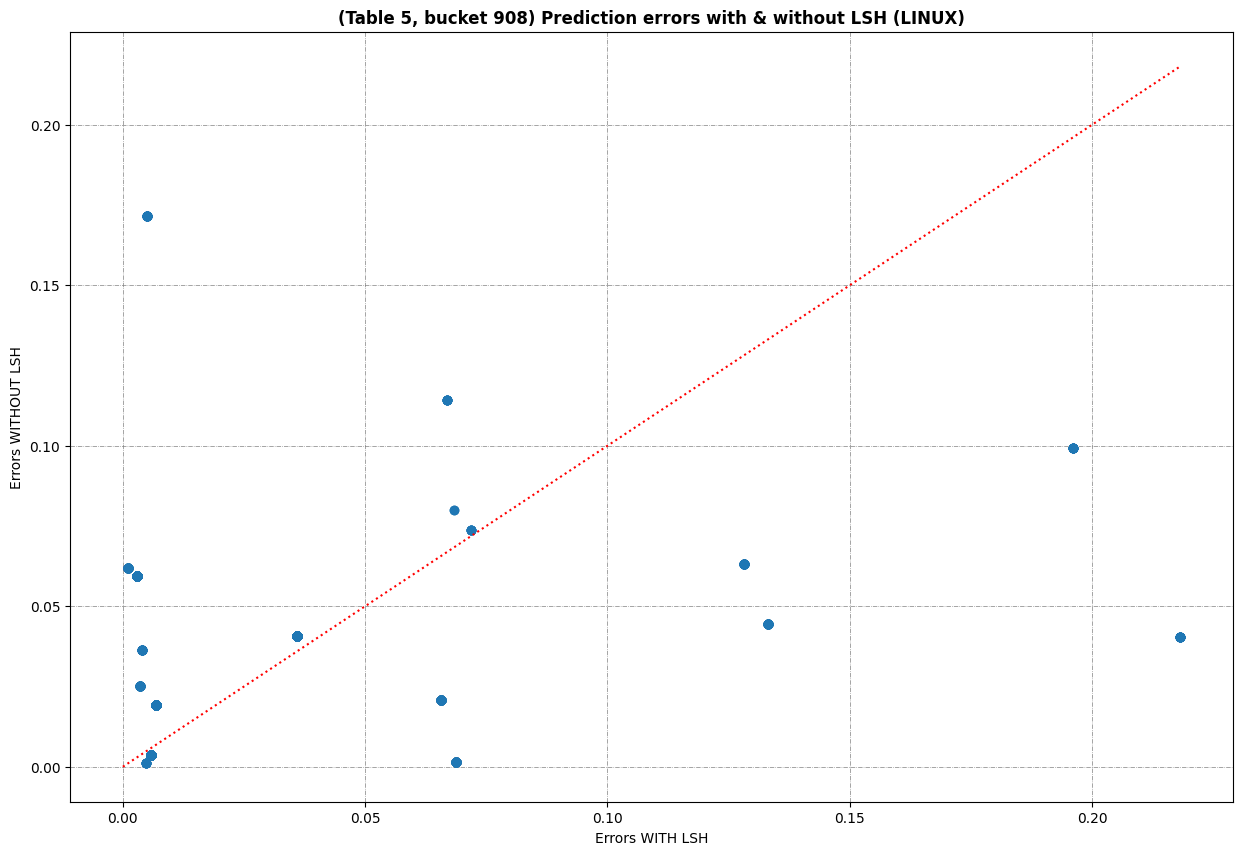 (Table 5, bucket 908) Prediction errors with & without LSH (LINUX)
Errors WITHOUT LSH
0.20
0.15
0.10
0.05
0.00
0.00 0.05 0.10 0.15 0.20
Errors WITH LSH